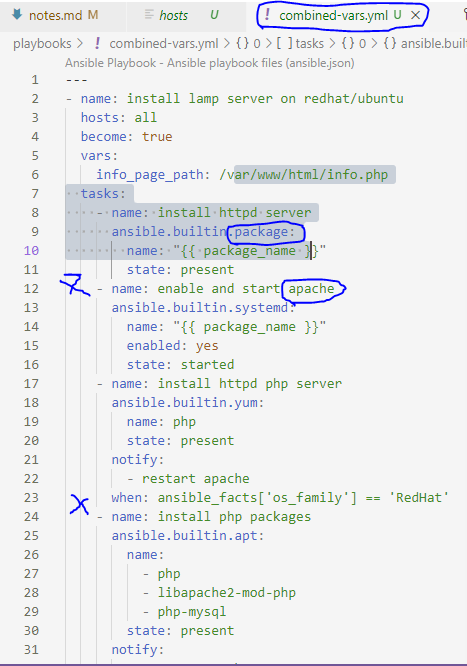 notes.md M hosts U ! combined-vars.yml U ×
playbooks > ! combined-vars.yml > {} 0 > [ ] tasks > {} 0 > {} ansible.buil
Ansible Playbook - Ansible playbook files (ansible.json)
1 ---
2 - name: install lamp server on redhat/ubuntu
3 hosts: all
4 become: true
5 vars:
6 info_page_path: /var/www/html/info.php
7 tasks:
8 - name: install httpd server
9 ansible.builtin.package:
10 name: "{{ package_name }}"
11 state: present
12 - name: enable and start apache
13 ansible.builtin.systemd:
14 name: "{{ package_name }}"
15 enabled: yes
16 state: started
17 - name: install httpd php server
18 ansible.builtin.yum:
19 name: php
20 state: present
21 notify:
22 - restart apache
23 when: ansible_facts['os_family'] == 'RedHat'
24 - name: install php packages
25 ansible.builtin.apt:
26 name:
27 - php
28 - libapache2-mod-php
29 - php-mysql
30 state: present
31 notify: